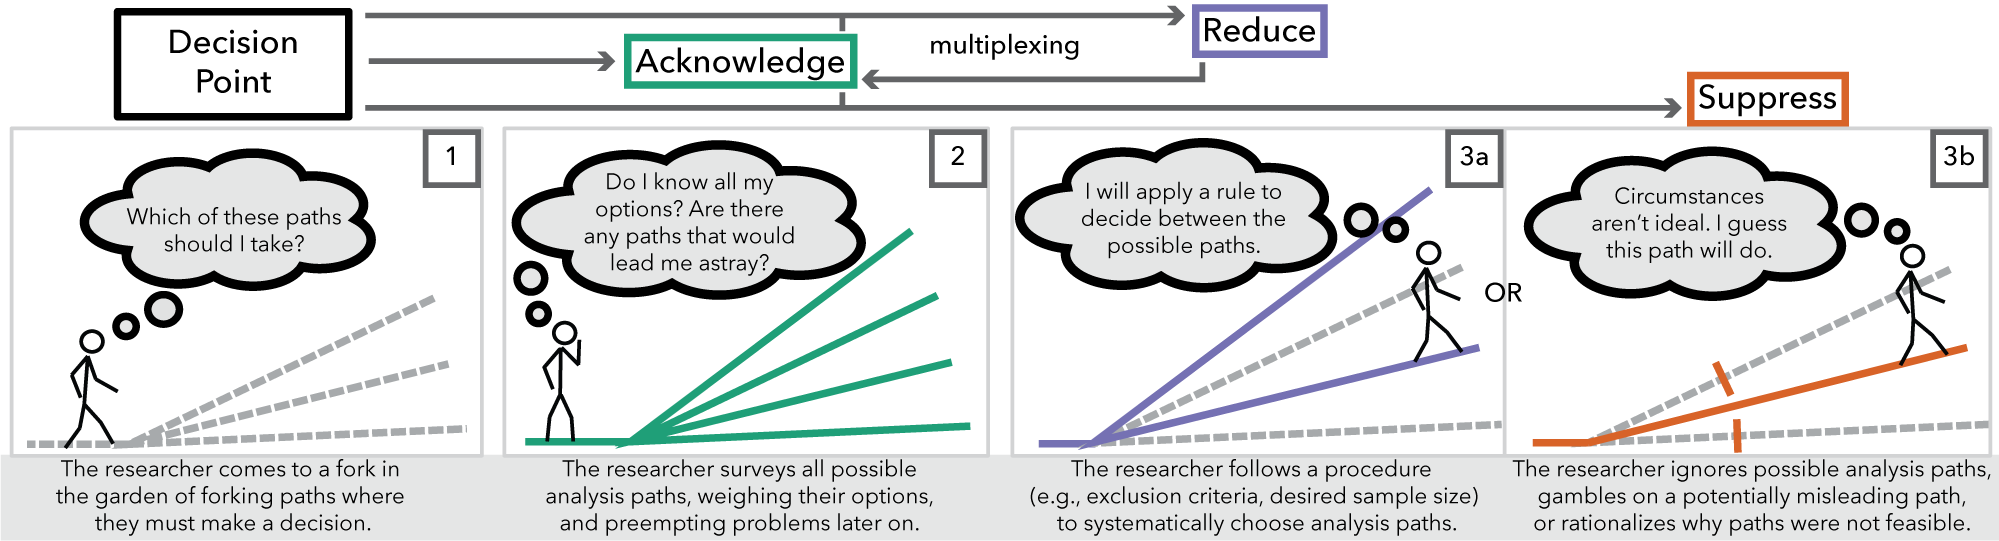 Decision
Point
Acknowledge
multiplexing
Reduce
Suppress
1
Which of these paths
should I take?
The researcher comes to a fork in
the garden of forking paths where
they must make a decision.
2
Do I know all my
options? Are there
any paths that would
lead me astray?
The researcher surveys all possible
analysis paths, weighing their options,
and preempting problems later on.
3a
I will apply a rule to
decide between the
possible paths.
OR
The researcher follows a procedure
(e.g., exclusion criteria, desired sample size)
to systematically choose analysis paths.
3b
Circumstances
aren't ideal. I guess
this path will do.
The researcher ignores possible analysis paths,
gambles on a potentially misleading path,
or rationalizes why paths were not feasible.